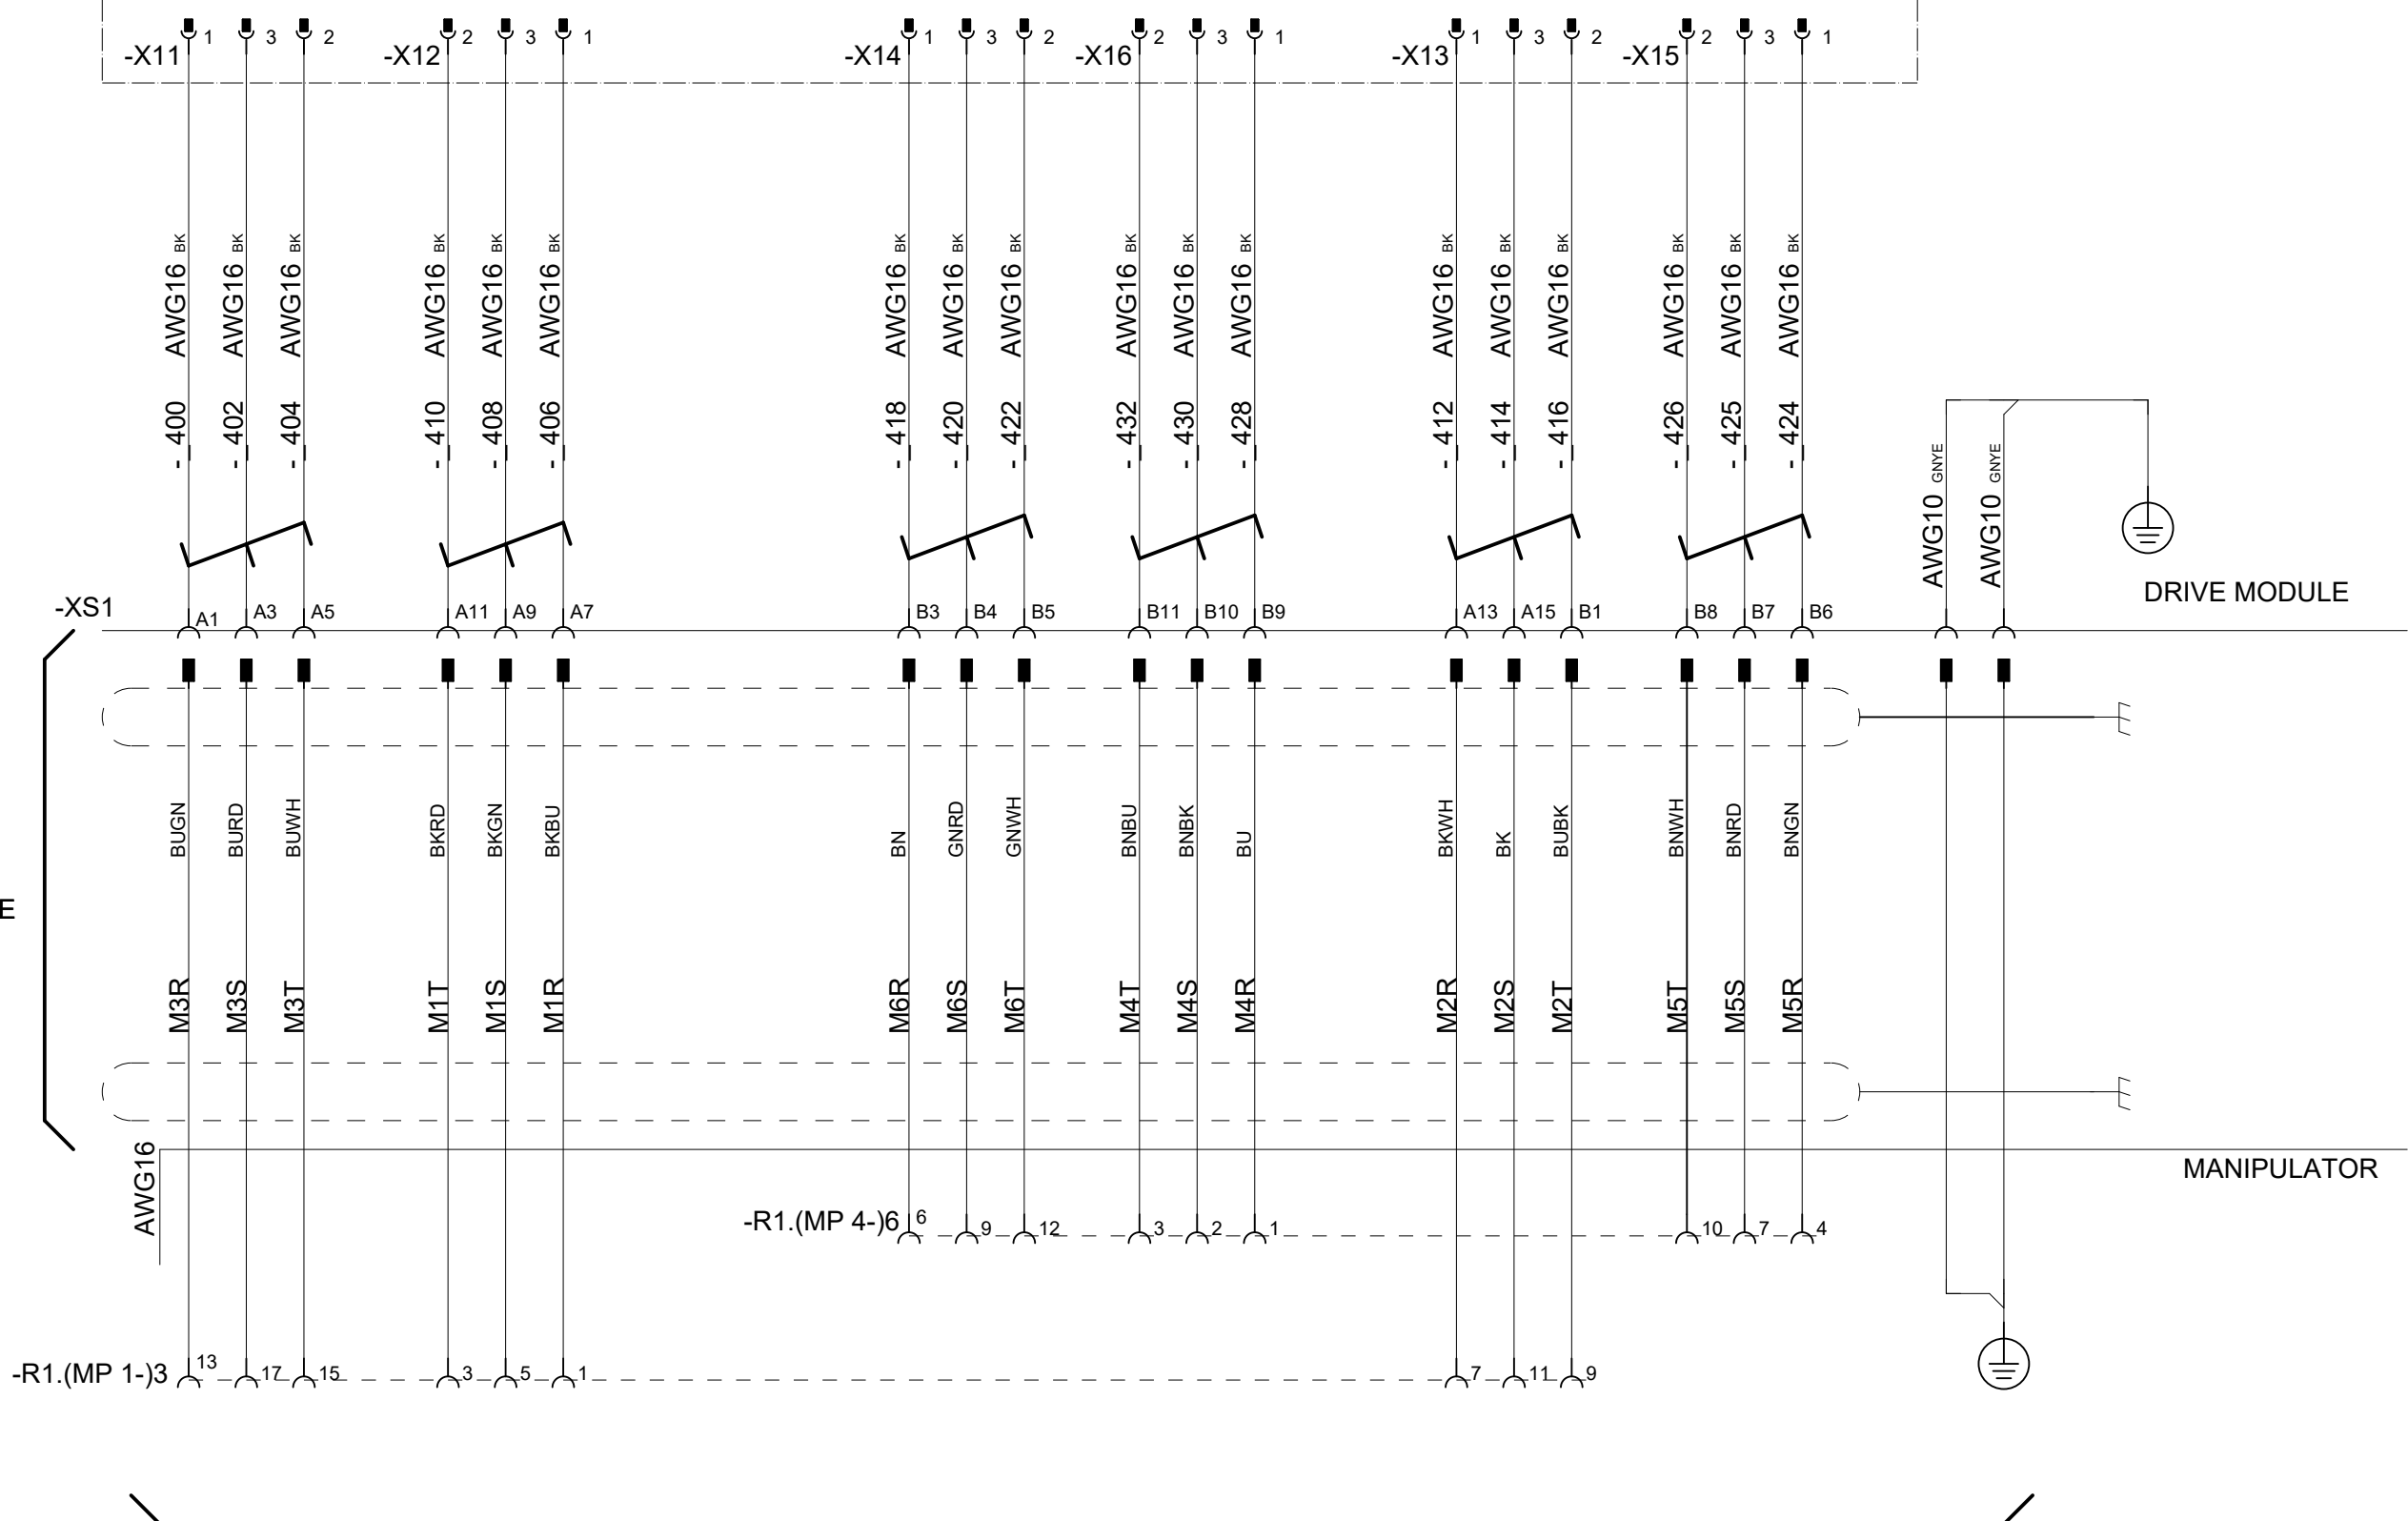 1 3 2 2 3 1 1 3 2 2 3 1 1 3 2 2 3 1
-X11 -X12 -X14 -X16 -X13 -X15
AWG16 BK AWG16 BK AWG16 BK AWG16 BK AWG16 BK AWG16 BK AWG16 BK AWG16 BK AWG16 BK AWG16 BK AWG16 BK AWG16 BK AWG16 BK AWG16 BK AWG16 BK AWG16 BK AWG16 BK AWG16 BK
- 400 - 402 - 404 - 410 - 408 - 406 - 418 - 420 - 422 - 432 - 430 - 428 - 412 - 414 - 416 - 426 - 425 - 424
AWG10 GNYE AWG10 GNYE
DRIVE MODULE
-XS1 A1 A3 A5 A11 A9 A7 B3 B4 B5 B11 B10 B9 A13 A15 B1 B8 B7 B6
BUGN BURD BUWH BKRD BKGN BKBU BN GNRD GNWH BNBU BNBK BU BKWH BK BUBK BNWH BNRD BNGN
E
M3R M3S M3T M1T M1S M1R M6R M6S M6T M4T M4S M4R M2R M2S M2T M5T M5S M5R
AWG16
MANIPULATOR
-R1.(MP 4-)6 6 9 12 3 2 1 10 7 4
-R1.(MP 1-)3 13 17 15 3 5 1 7 11 9